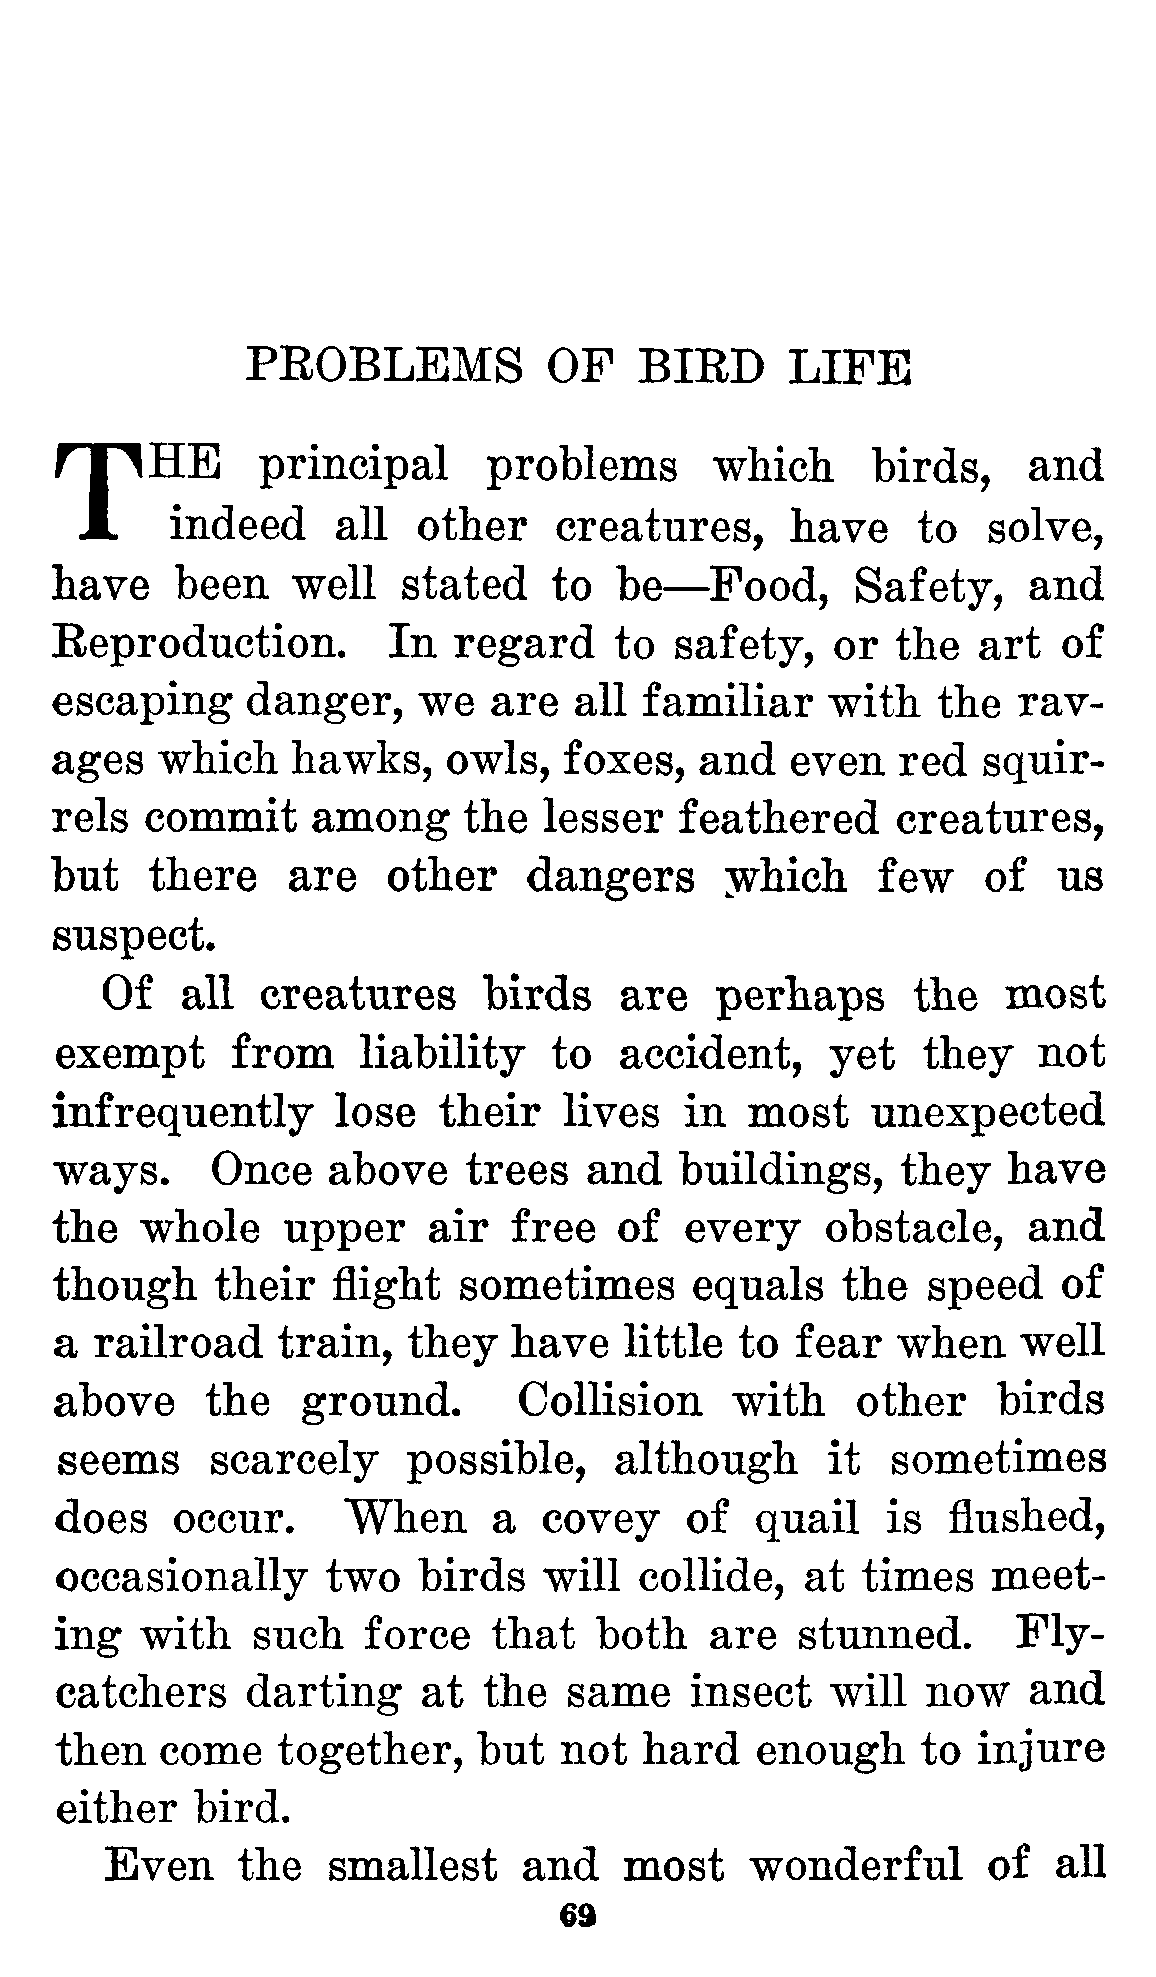 PROBLEMS OF BIRD LIFE
THE principal problems which birds, and
indeed all other creatures, have to solve,
have been well stated to be—Food, Safety, and
Reproduction. In regard to safety, or the art of
escaping danger, we are all familiar with the rav-
ages which hawks, owls, foxes, and even red squir-
rels commit among the lesser feathered creatures,
but there are other dangers which few of us
suspect.
Of all creatures birds are perhaps the most
exempt from liability to accident, yet they not
infrequently lose their lives in most unexpected
ways. Once above trees and buildings, they have
the whole upper air free of every obstacle, and
though their flight sometimes equals the speed of
a railroad train, they have little to fear when well
above the ground. Collision with other birds
seems scarcely possible, although it sometimes
does occur. When a covey of quail is flushed,
occasionally two birds will collide, at times meet-
ing with such force that both are stunned. Fly-
catchers darting at the same insect will now and
then come together, but not hard enough to injure
either bird.
Even the smallest and most wonderful of all
69